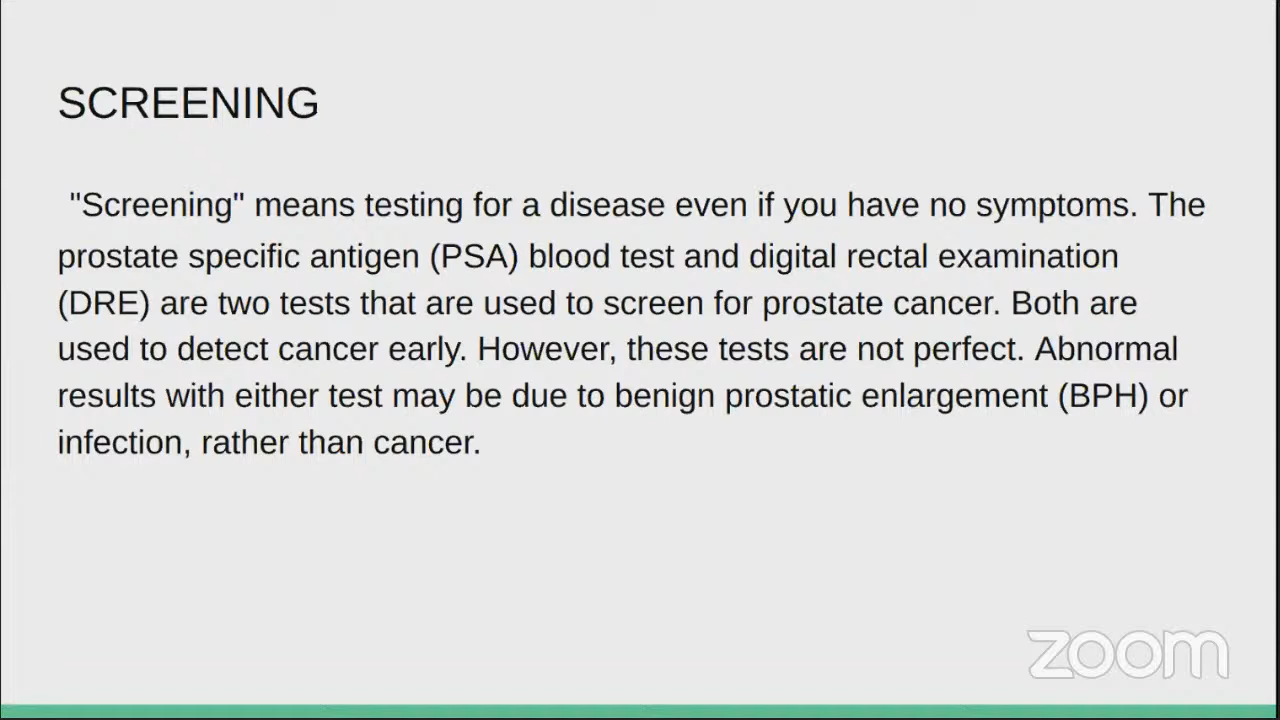 SCREENING
"Screening" means testing for a disease even if you have no symptoms. The
prostate specific antigen (PSA) blood test and digital rectal examination
(DRE) are two tests that are used to screen for prostate cancer. Both are
used to detect cancer early. However, these tests are not perfect. Abnormal
results with either test may be due to benign prostatic enlargement (BPH) or
infection, rather than cancer.
zoom